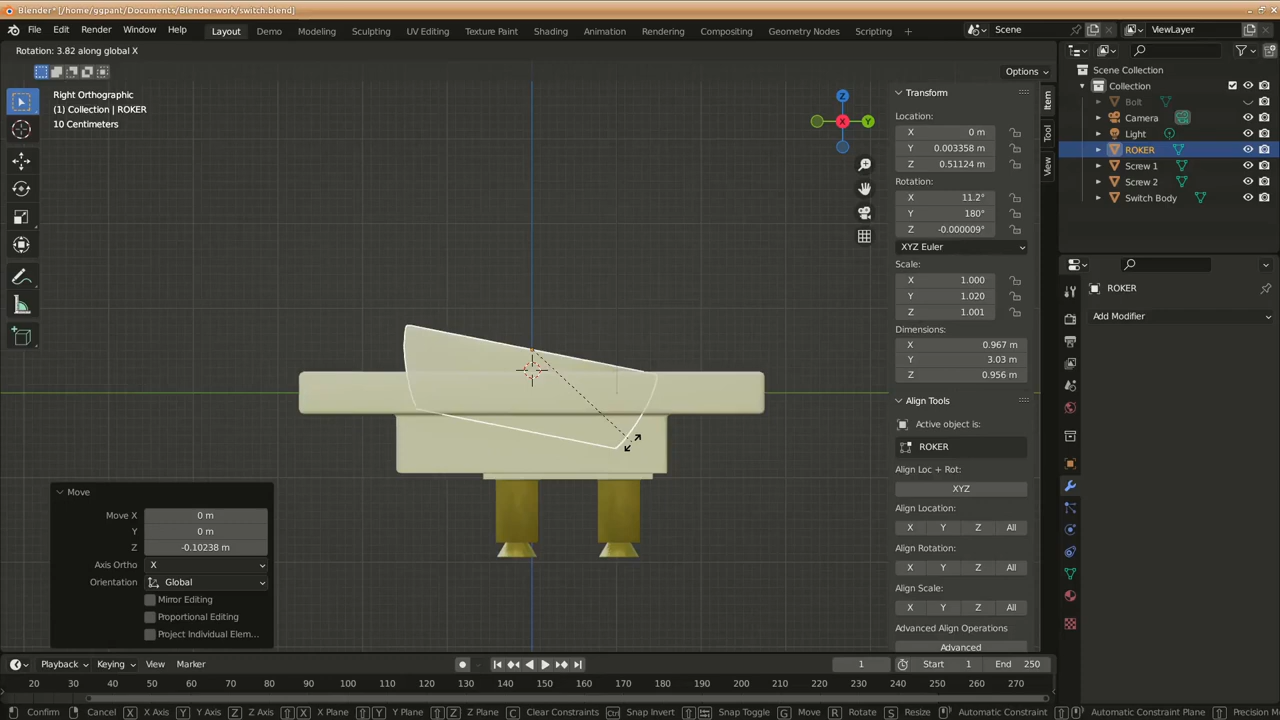 Blender* [/home/ggpant/Documents/Blender-work/switch.blend]
File Edit Render Window Help Layout Demo Modeling Sculpting UV Editing Texture Paint Shading Animation Rendering Compositing Geometry Nodes Scripting + Scene ViewLayer
Rotation: 3.82 along global X
Options
Right Orthographic
(1) Collection | ROKER
10 Centimeters
Z
Y
X
Item
Tool
View
Transform
Location:
X 0 m
Y 0.003358 m
Z 0.51124 m
Rotation:
X 11.2°
Y 180°
Z -0.000009°
XYZ Euler
Scale:
X 1.000
Y 1.020
Z 1.001
Dimensions:
X 0.967 m
Y 3.03 m
Z 0.956 m
Align Tools
Active object is:
ROKER
Align Loc + Rot:
XYZ
Align Location:
X Y Z All
Align Rotation:
X Y Z All
Align Scale:
X Y Z All
Advanced Align Operations
Advanced
Scene Collection
Collection
Bolt
Camera
Light
ROKER
Screw 1
Screw 2
Switch Body
ROKER
Add Modifier
Move
Move X 0 m
Y 0 m
Z -0.10238 m
Axis Ortho X
Orientation Global
Mirror Editing
Proportional Editing
Project Individual Elem...
Playback Keying View Marker 1 Start 1 End 250
20 30 40 50 60 70 80 90 100 110 120 130 140 150 160 170 180 190 200 210 220 230 240 250 260 270
Confirm Cancel X X Axis Y Y Axis Z Z Axis X X Plane Y Y Plane Z Z Plane C Clear Constraints Ctrl Snap Invert Snap Toggle G Move R Rotate S Resize Automatic Constraint Automatic Constraint Plane Precision M